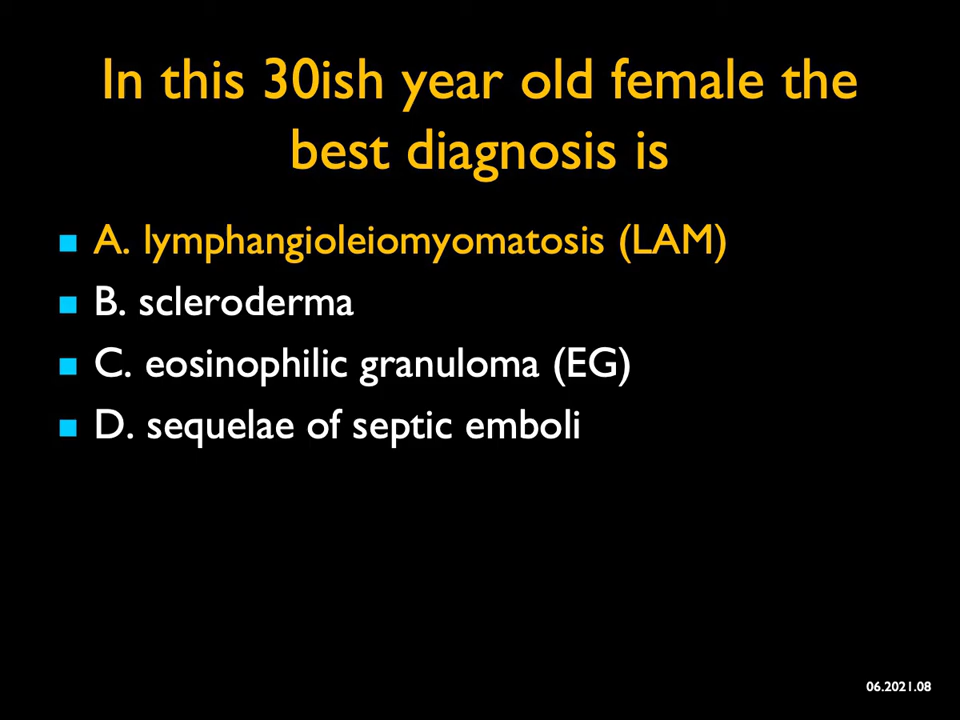 In this 30ish year old female the
best diagnosis is
A. lymphangioleiomyomatosis (LAM)
B. scleroderma
C. eosinophilic granuloma (EG)
D. sequelae of septic emboli
06.2021.08